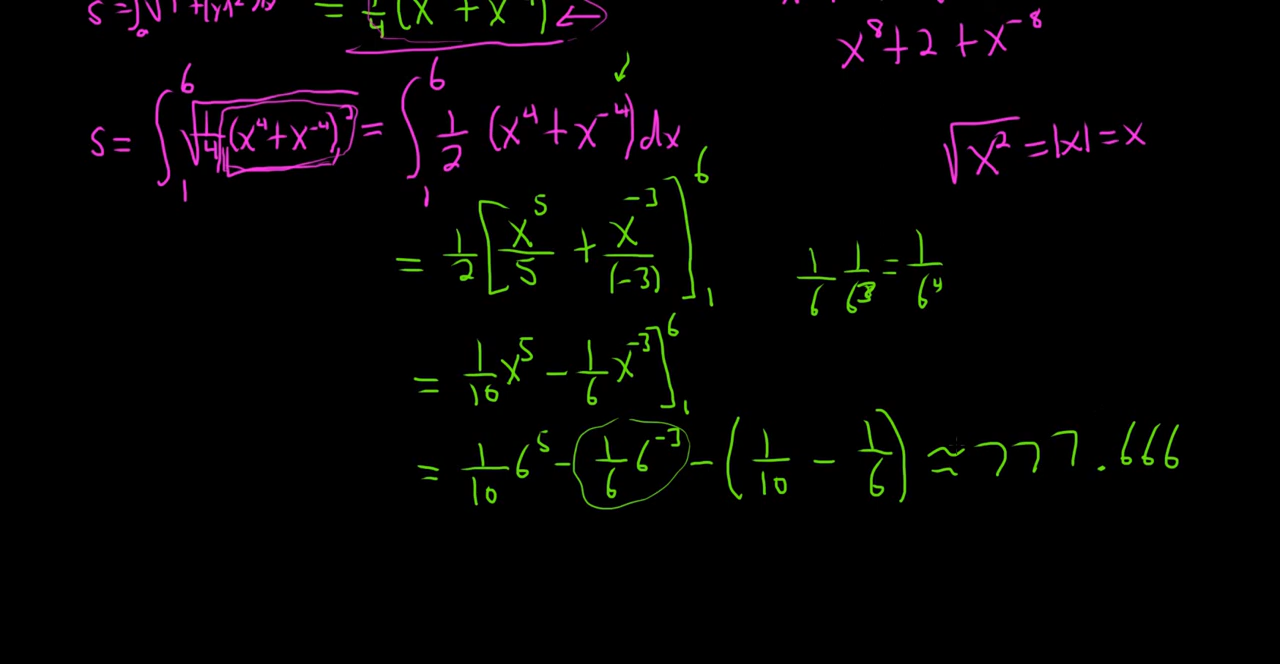 = 1/4 (x + x
x⁸ + 2 + x⁻⁸
s = ∫₁⁶ √(1/4 (x⁴ + x⁻⁴)²) = ∫₁⁶ 1/2 (x⁴ + x⁻⁴) dx
√x² = |x| = x
= 1/2 [x⁵/5 + x⁻³/(-3)]₁⁶
1/6 1/6³ = 1/6⁴
= 1/10 x⁵ - 1/6 x⁻³]₁⁶
= 1/10 6⁵ - 1/6 6⁻³ - (1/10 - 1/6) ≈ 777.666